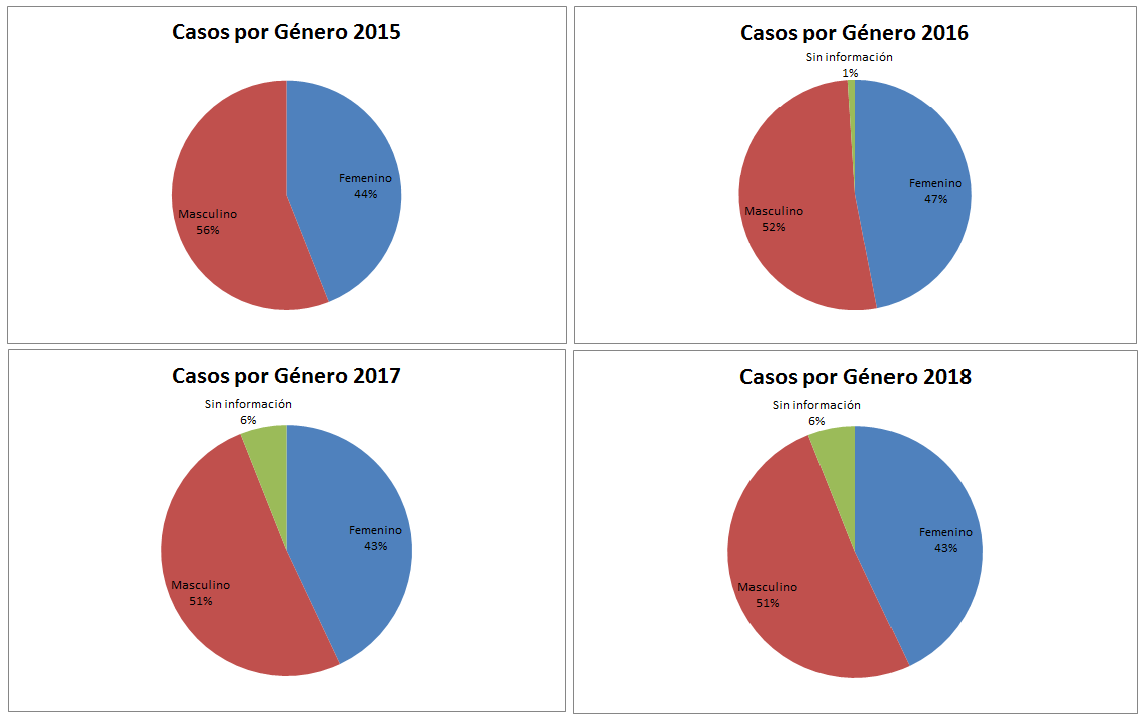 Casos por Género 2015
Femenino
44%
Masculino
56%
Casos por Género 2016
Sin información
1%
Femenino
47%
Masculino
52%
Casos por Género 2017
Sin información
6%
Femenino
43%
Masculino
51%
Casos por Género 2018
Sin información
6%
Femenino
43%
Masculino
51%